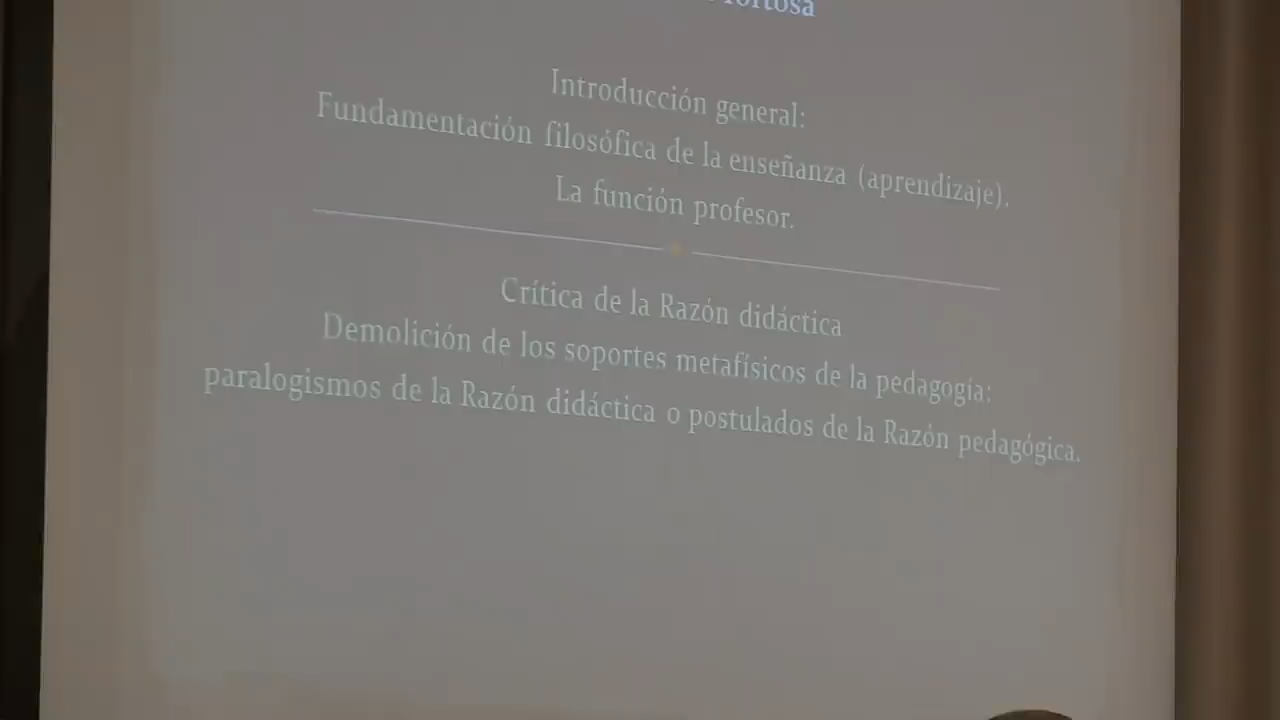 Tortosa
Introducción general:
Fundamentación filosófica de la enseñanza (aprendizaje).
La función profesor.
Crítica de la Razón didáctica
Demolición de los soportes metafísicos de la pedagogía:
paralogismos de la Razón didáctica o postulados de la Razón pedagógica.